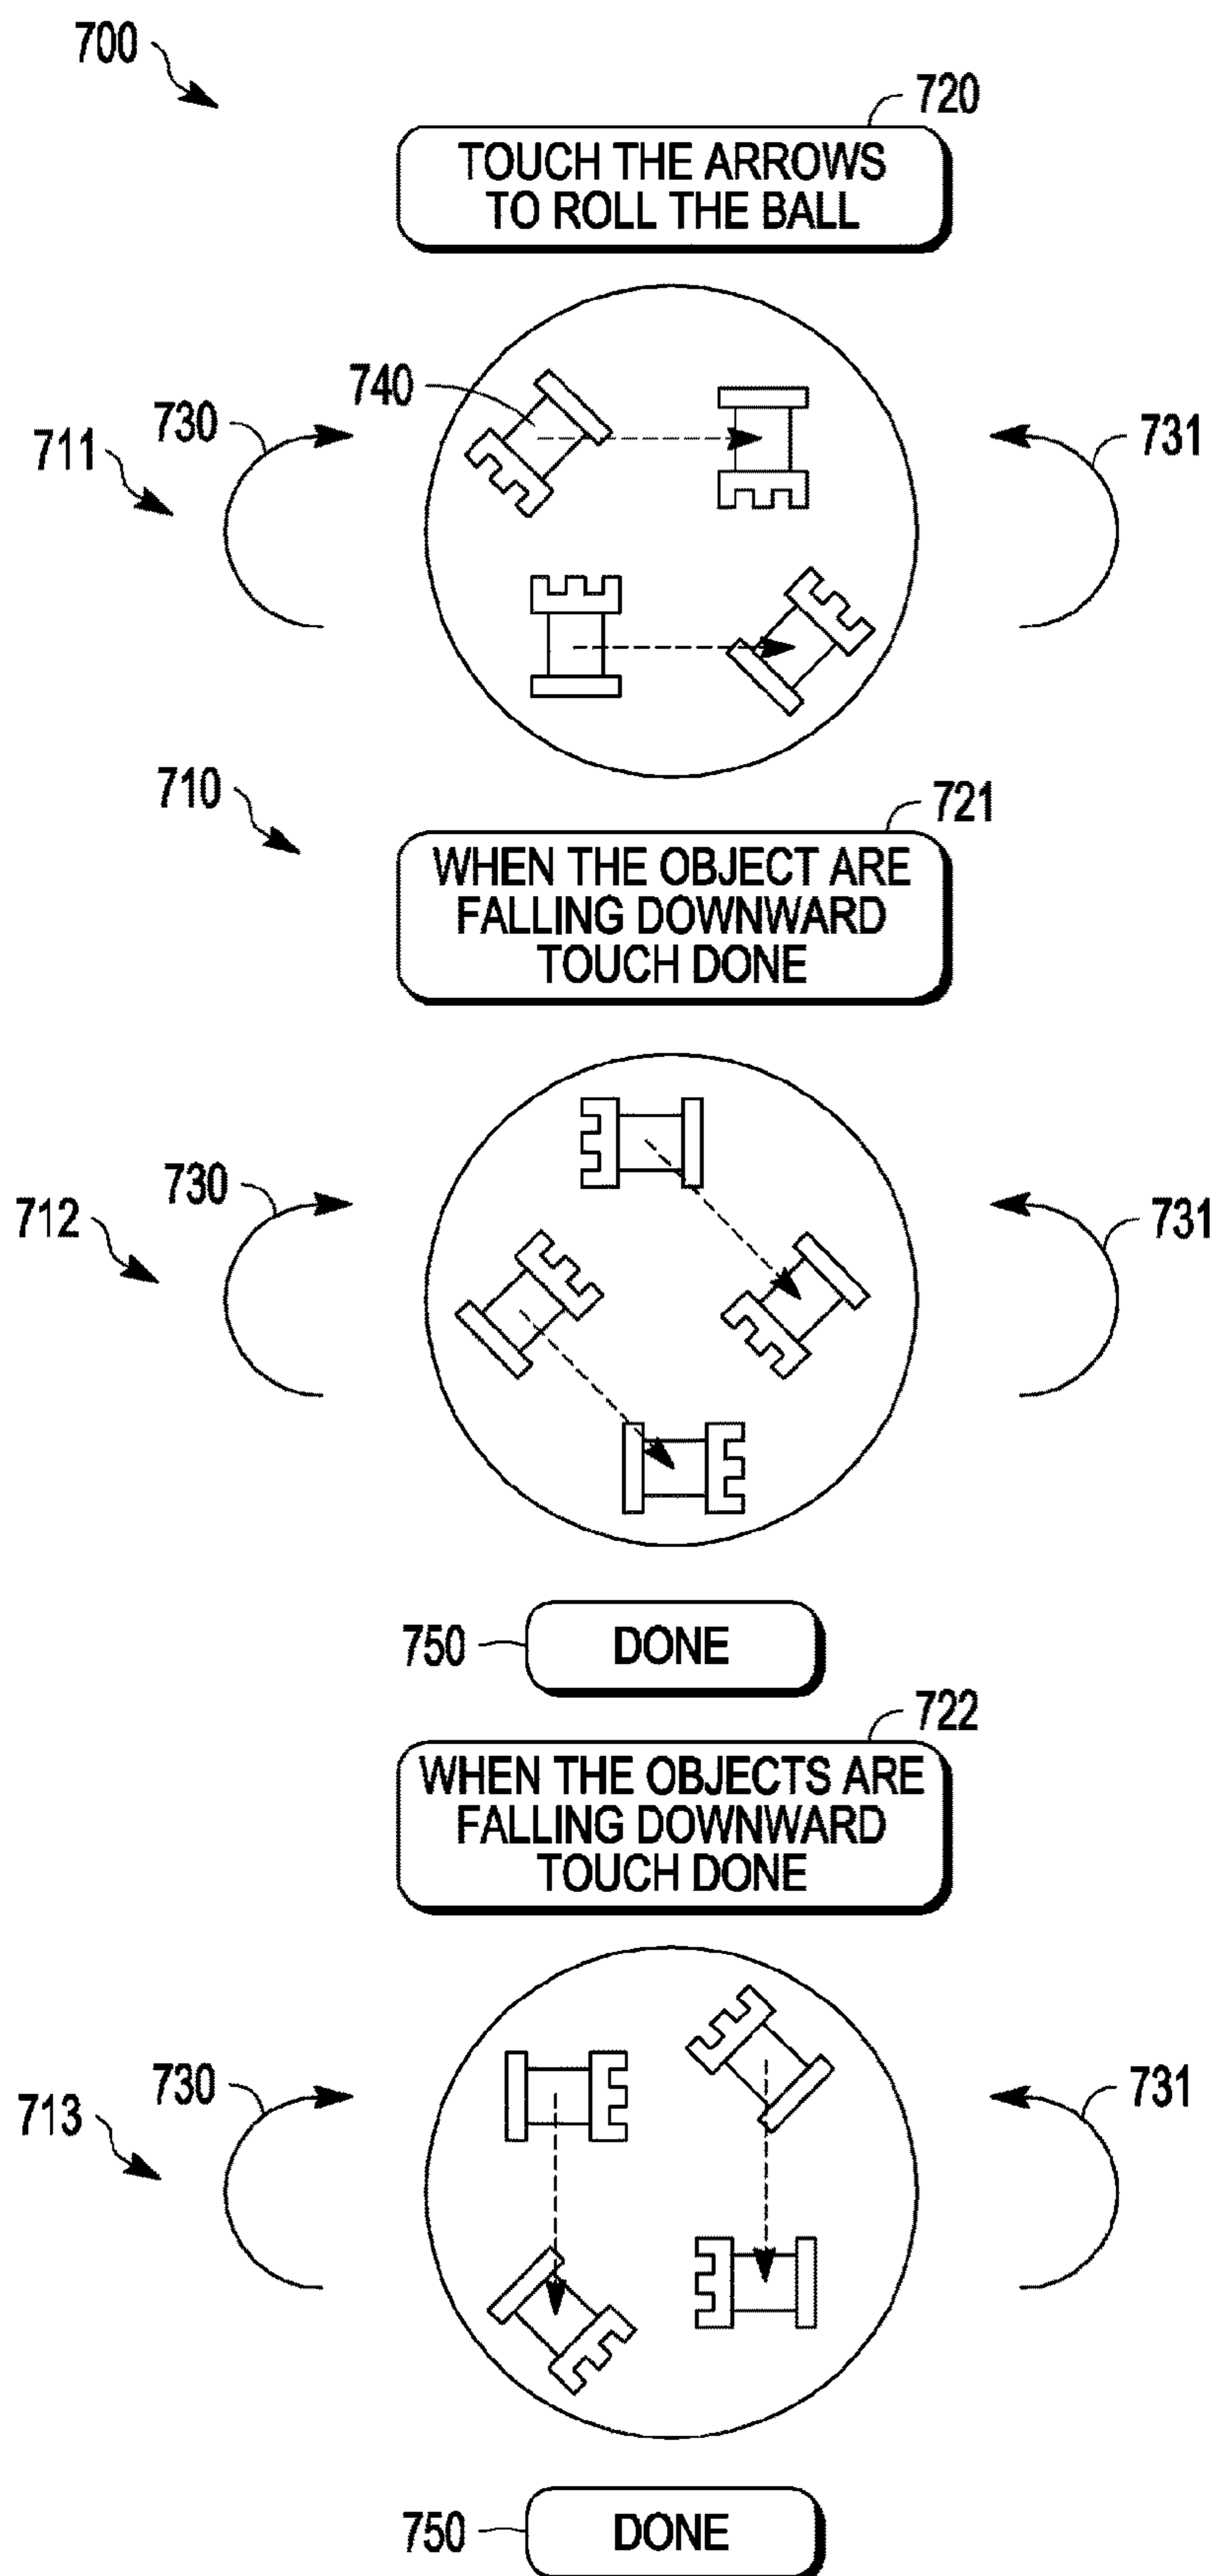 700
720
TOUCH THE ARROWS
TO ROLL THE BALL
740
730
711
731
710
721
WHEN THE OBJECT ARE
FALLING DOWNWARD
TOUCH DONE
730
712
731
750
DONE
722
WHEN THE OBJECTS ARE
FALLING DOWNWARD
TOUCH DONE
730
713
731
750
DONE